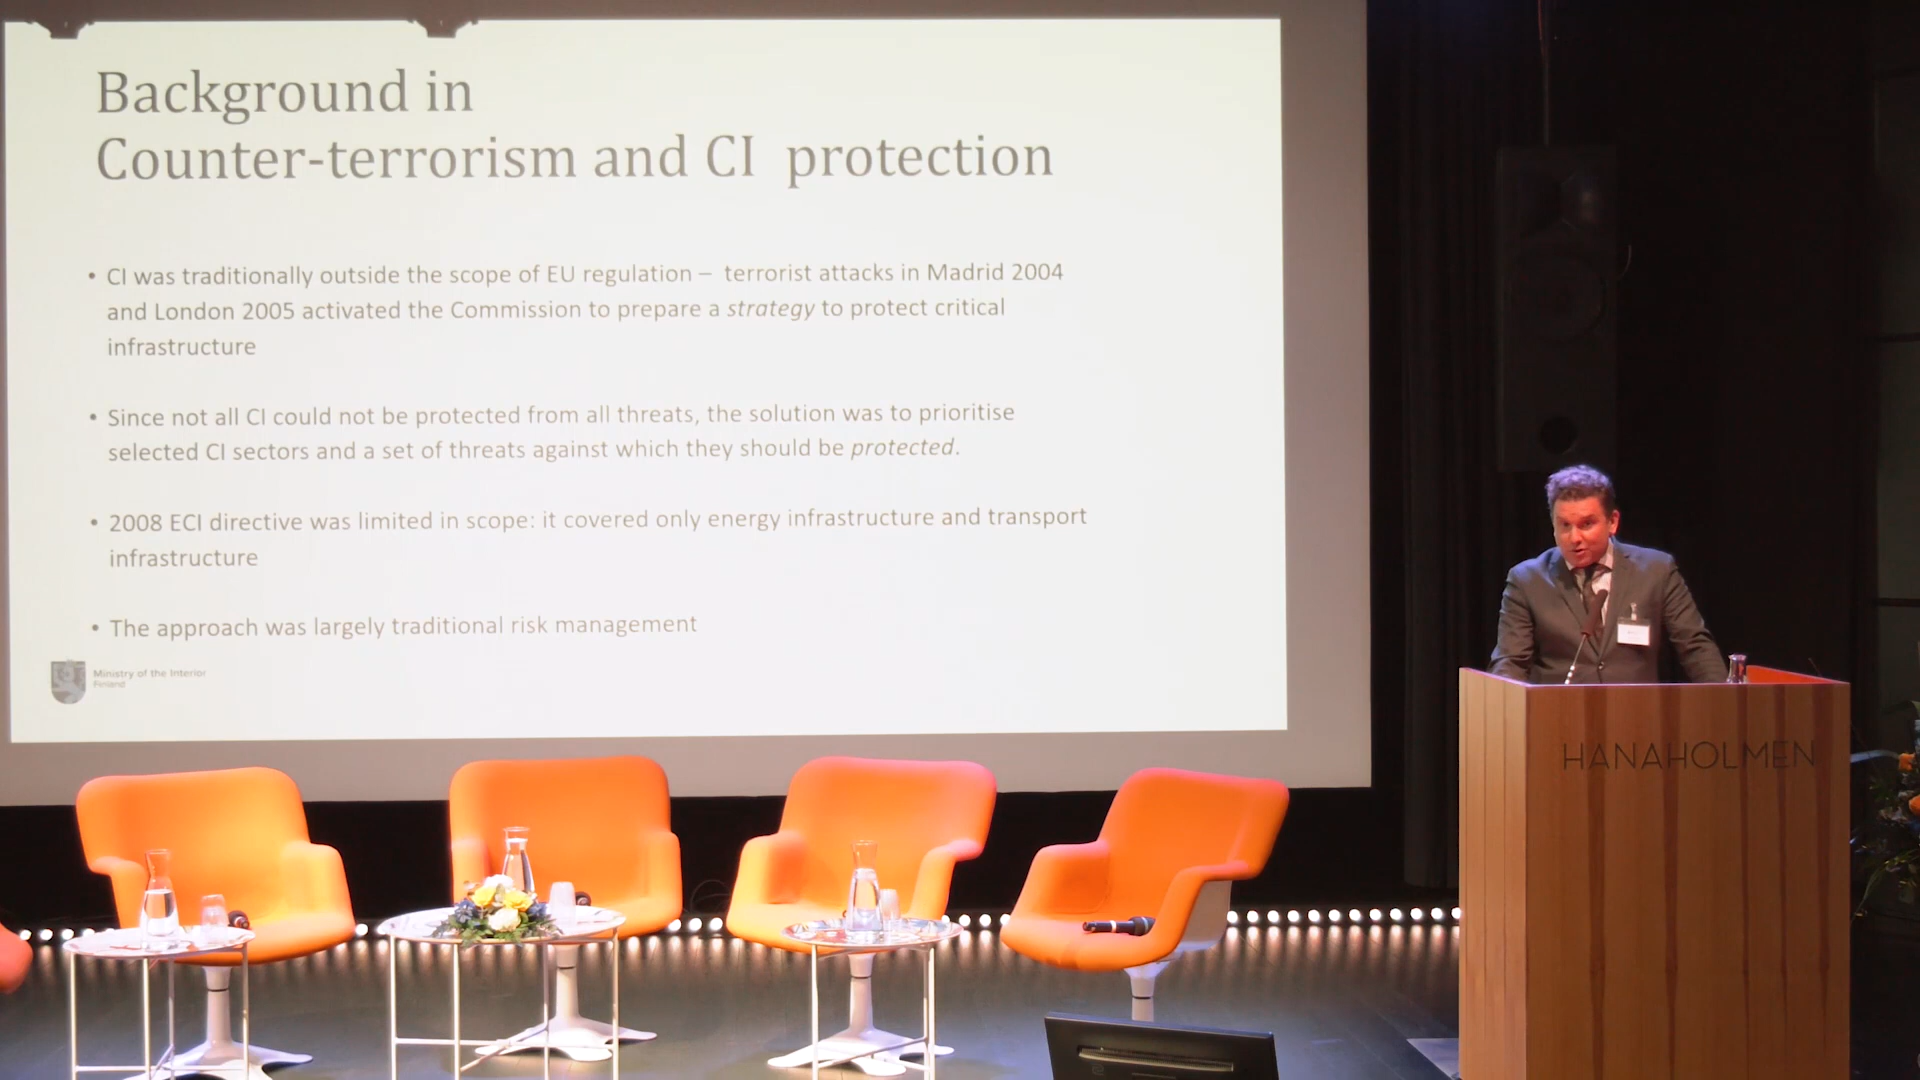 Background in
Counter-terrorism and CI protection
• CI was traditionally outside the scope of EU regulation – terrorist attacks in Madrid 2004
and London 2005 activated the Commission to prepare a strategy to protect critical
infrastructure
• Since not all CI could not be protected from all threats, the solution was to prioritise
selected CI sectors and a set of threats against which they should be protected.
• 2008 ECI directive was limited in scope: it covered only energy infrastructure and transport
infrastructure
• The approach was largely traditional risk management
Ministry of the Interior
Finland
HANAHOLMEN